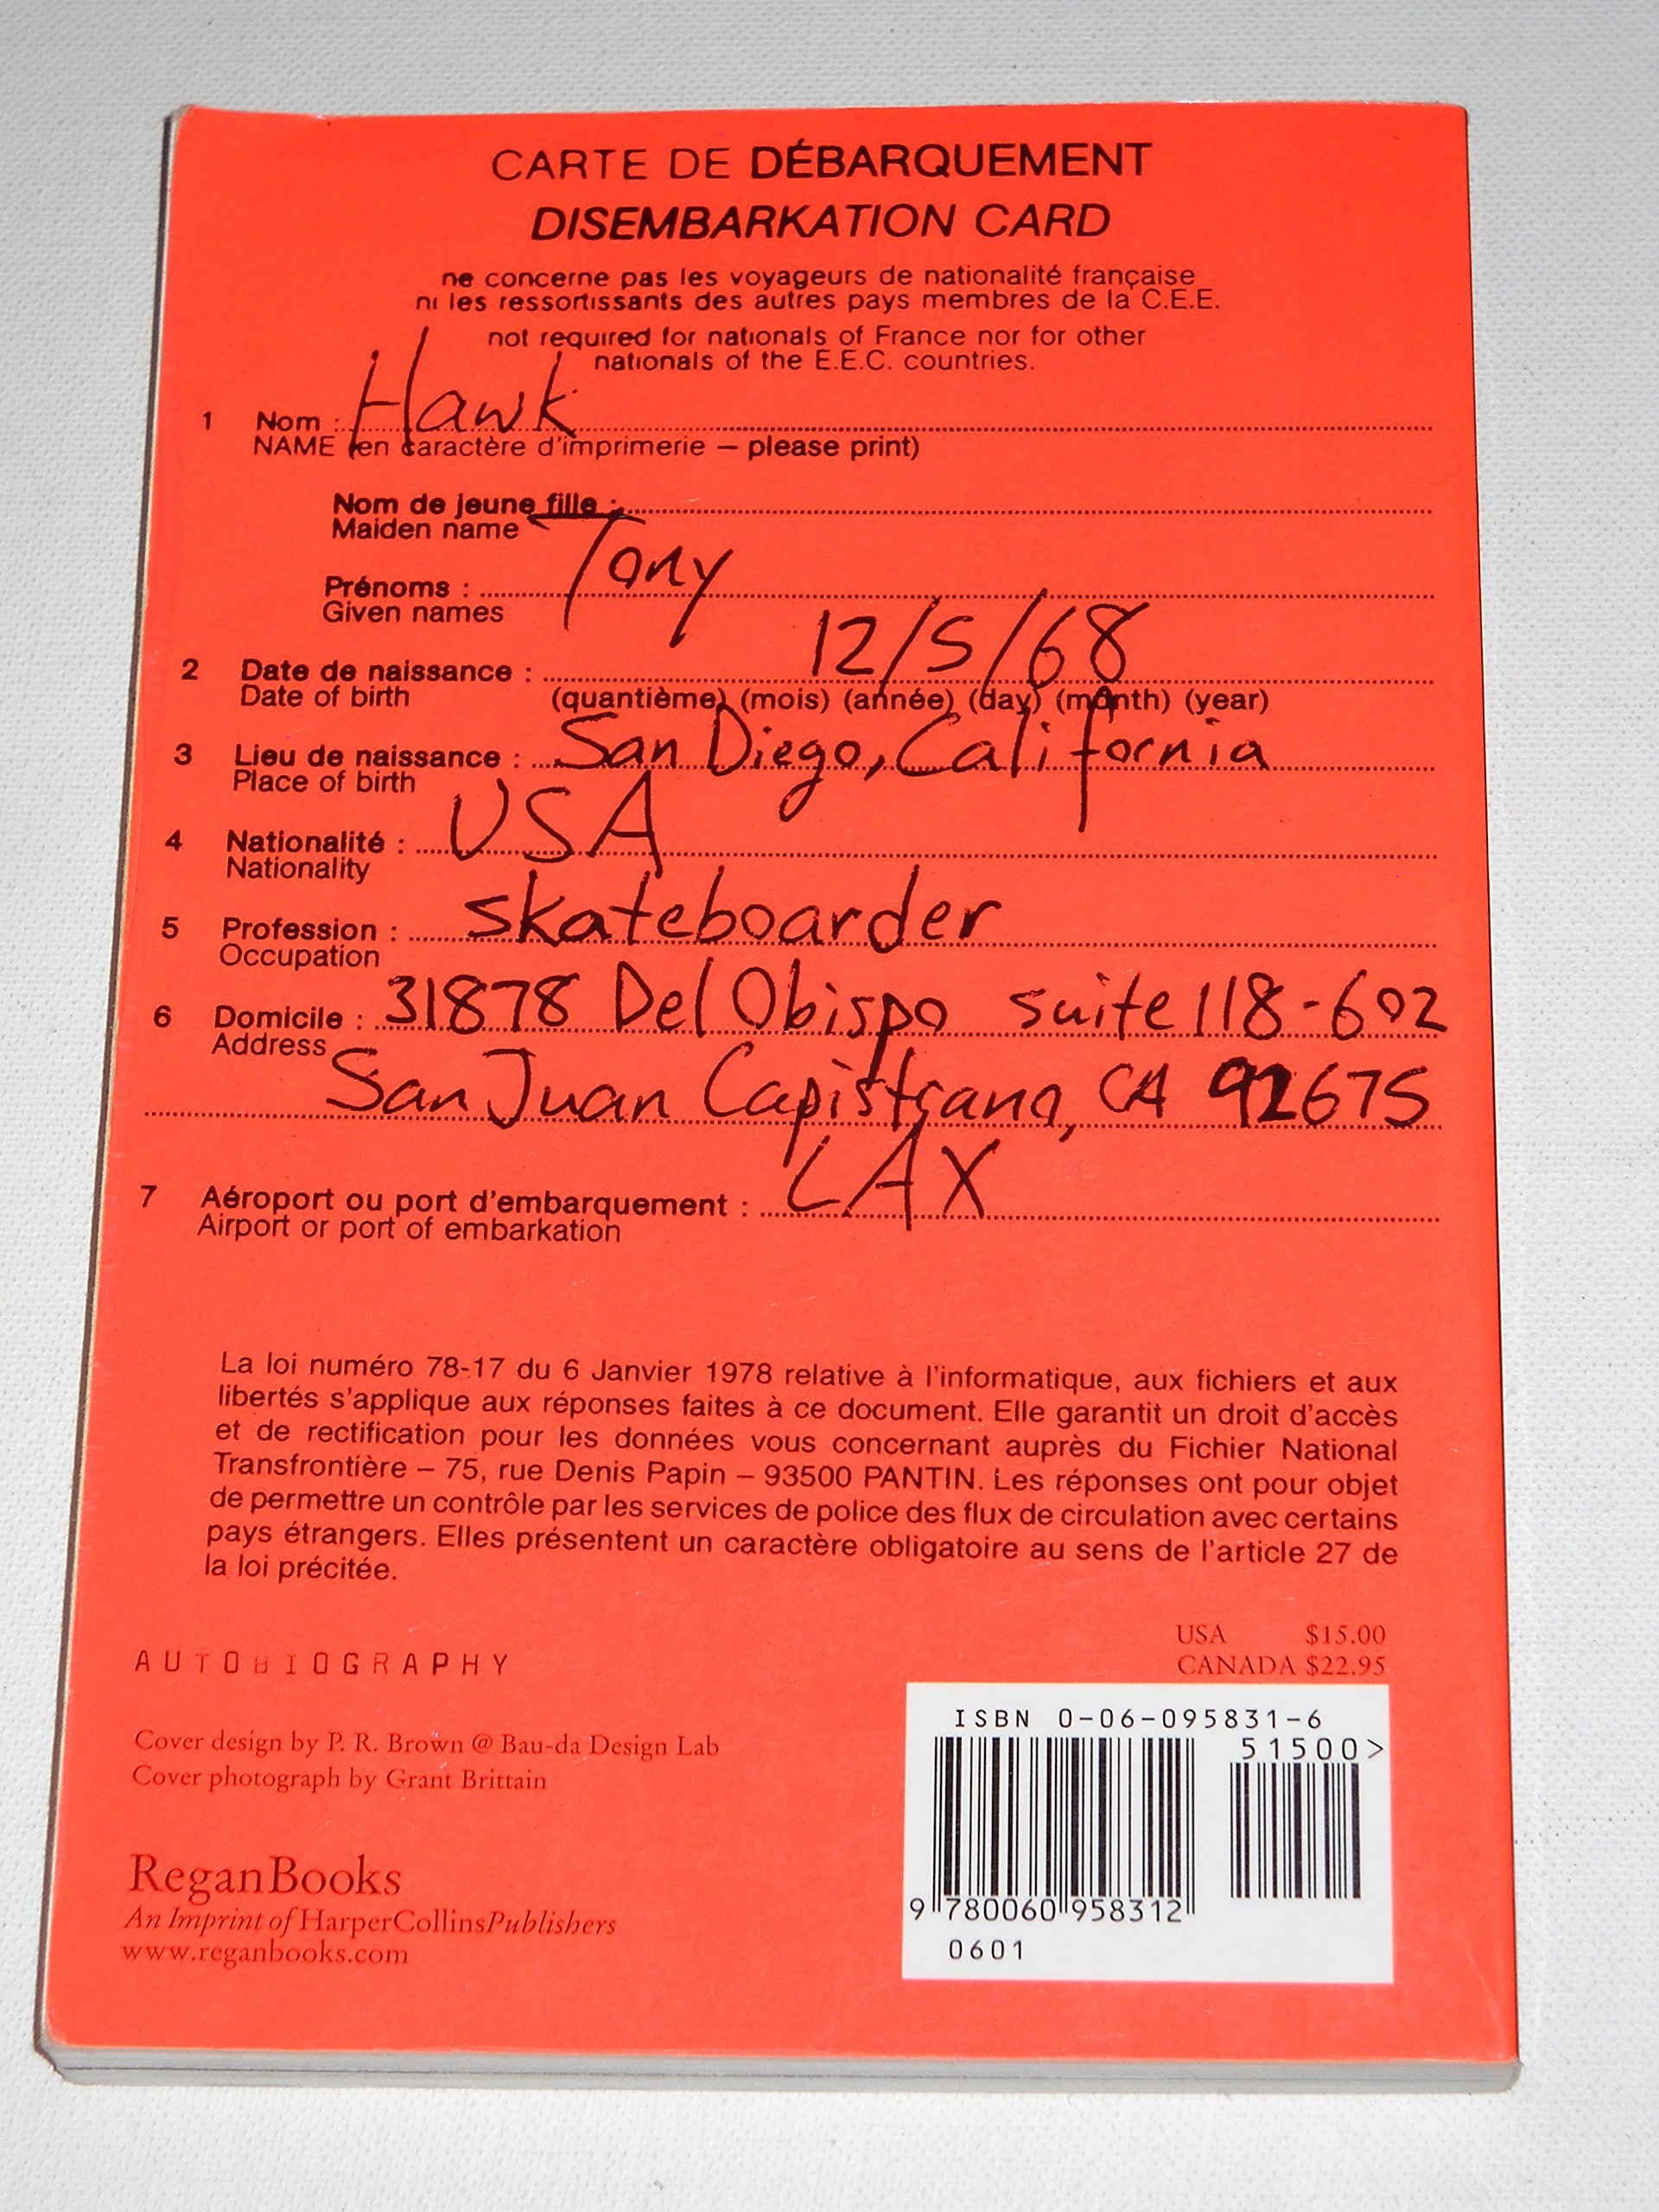 CARTE DE DÉBARQUEMENT
DISEMBARKATION CARD
ne concerne pas les voyageurs de nationalité française
ni les ressortissants des autres pays membres de la C.E.E.
not required for nationals of France nor for other
nationals of the E.E.C. countries.
1 Nom : Hawk
NAME (en caractère d'imprimerie – please print)
Nom de jeune fille :
Maiden name
Prénoms : Tony
Given names
2 Date de naissance : 12/5/68
Date of birth (quantième) (mois) (année) (day) (month) (year)
3 Lieu de naissance : San Diego, California
Place of birth
4 Nationalité : USA
Nationality
5 Profession : skateboarder
Occupation
6 Domicile : 31878 Del Obispo suite 118-602
Address
San Juan Capistrano, CA 92675
7 Aéroport ou port d'embarquement : LAX
Airport or port of embarkation
La loi numéro 78-17 du 6 Janvier 1978 relative à l'informatique, aux fichiers et aux
libertés s'applique aux réponses faites à ce document. Elle garantit un droit d'accès
et de rectification pour les données vous concernant auprès du Fichier National
Transfrontière – 75, rue Denis Papin – 93500 PANTIN. Les réponses ont pour objet
de permettre un contrôle par les services de police des flux de circulation avec certains
pays étrangers. Elles présentent un caractère obligatoire au sens de l'article 27 de
la loi précitée.
USA $15.00
CANADA $22.95
AUTOBIOGRAPHY
Cover design by P. R. Brown @ Bau-da Design Lab
Cover photograph by Grant Brittain
ReganBooks
An Imprint of HarperCollinsPublishers
www.reganbooks.com
ISBN 0-06-095831-6
51500>
9 780060 958312
0601